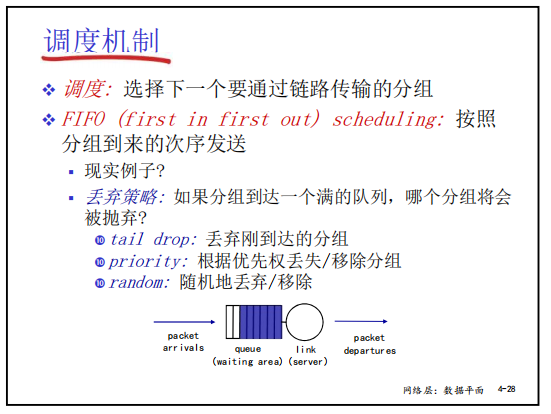 调度机制
调度: 选择下一个要通过链路传输的分组
FIFO (first in first out) scheduling: 按照
分组到来的次序发送
现实例子?
丢弃策略: 如果分组到达一个满的队列，哪个分组将会
被抛弃?
tail drop: 丢弃刚到达的分组
priority: 根据优先权丢失/移除分组
random: 随机地丢弃/移除
packet
arrivals
queue
(waiting area)
link
(server)
packet
departures
网络层：数据平面 4-28